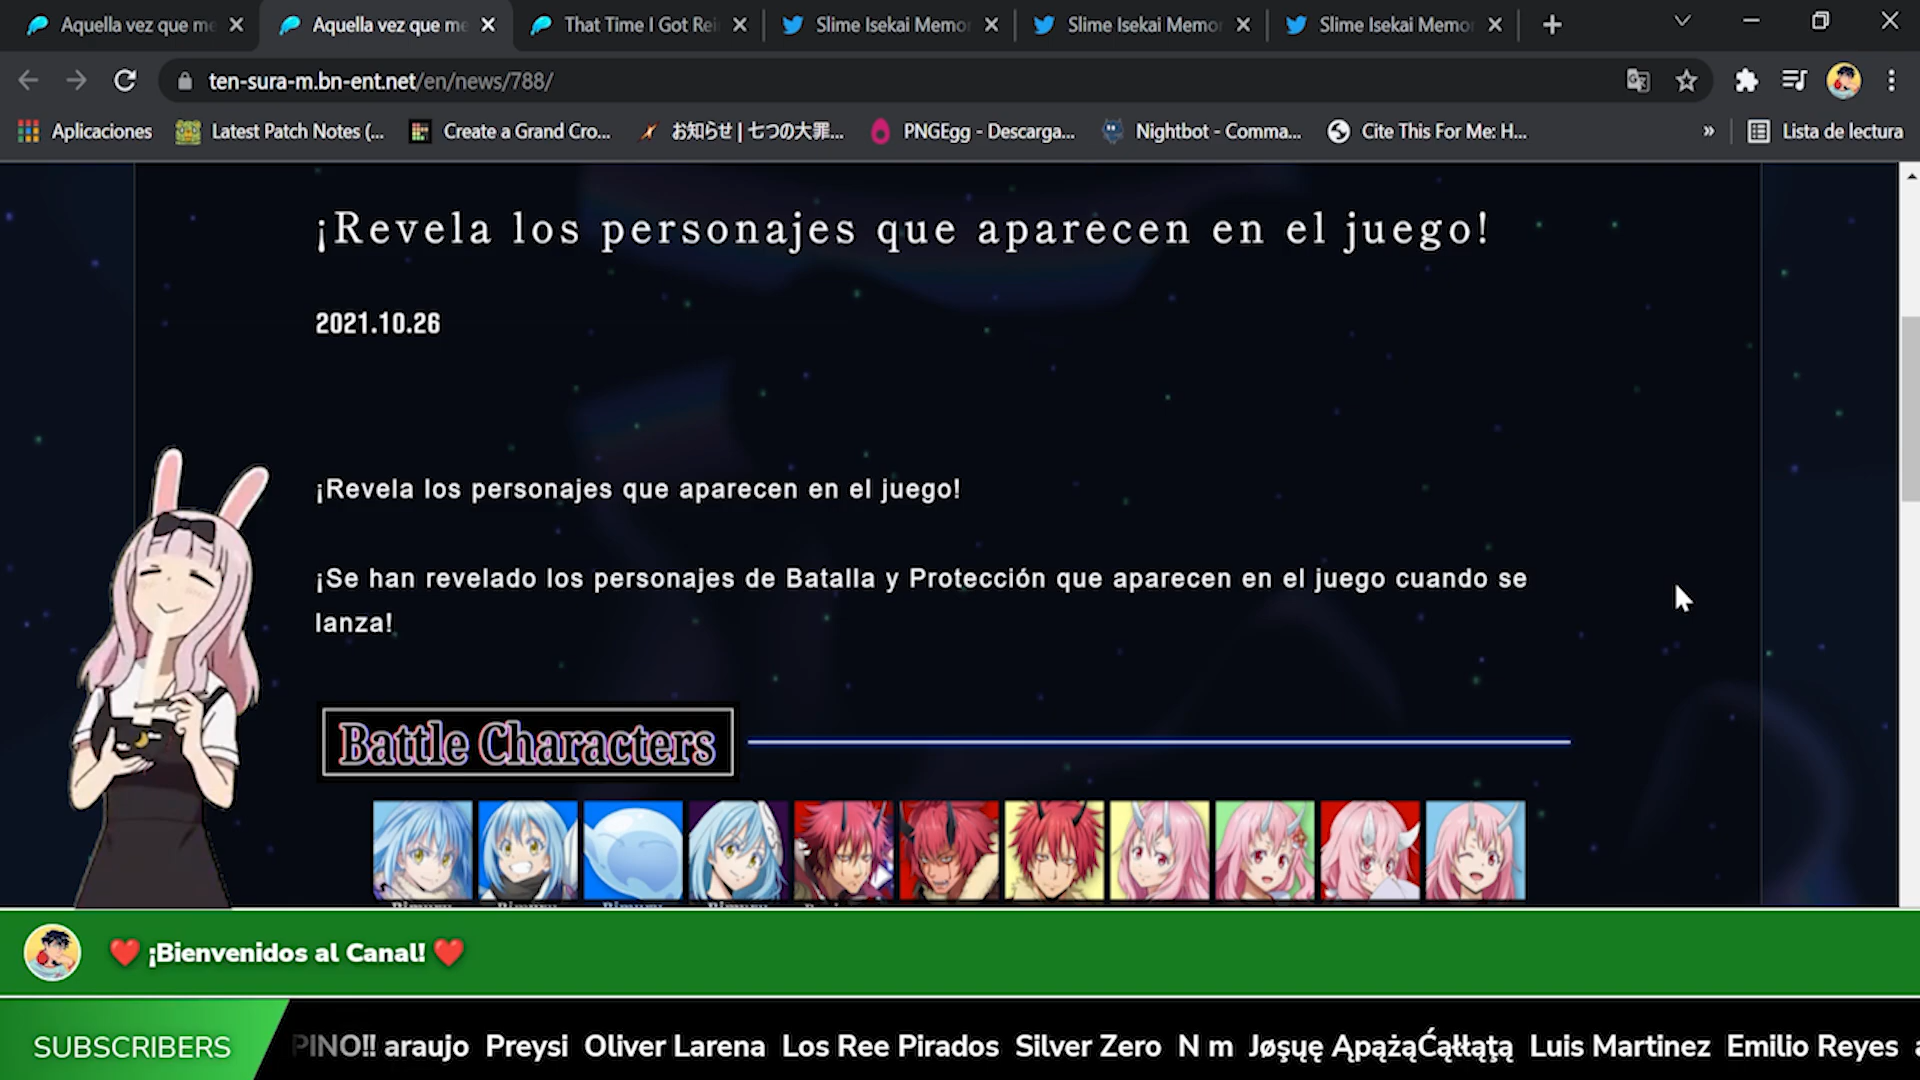 Aquella vez que me
Aquella vez que me
That Time I Got Rei
Slime Isekai Memor
Slime Isekai Memor
Slime Isekai Memor
ten-sura-m.bn-ent.net/en/news/788/
Aplicaciones
Latest Patch Notes (...
Create a Grand Cro...
お知らせ | 七つの大罪...
PNGEgg - Descarga...
Nightbot - Comma...
Cite This For Me: H...
»
Lista de lectura
¡Revela los personajes que aparecen en el juego!
2021.10.26
¡Revela los personajes que aparecen en el juego!
¡Se han revelado los personajes de Batalla y Protección que aparecen en el juego cuando se
lanza!
Battle Characters
¡Bienvenidos al Canal!
SUBSCRIBERS
PINO!! araujo Preysi Oliver Larena Los Ree Pirados Silver Zero N m Jøşųę ĄpążąĆąłłąţą Luis Martinez Emilio Reyes